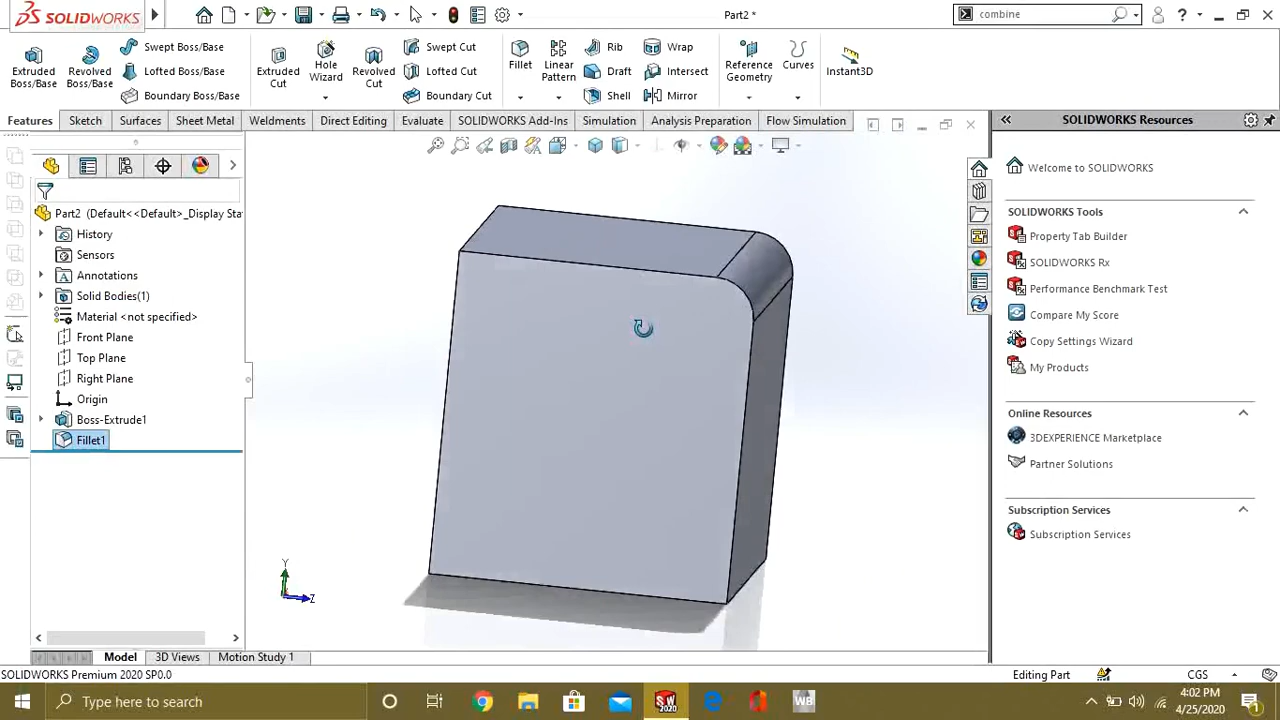 SOLIDWORKS
Part2 *
combine
?
Extruded Boss/Base
Revolved Boss/Base
Swept Boss/Base
Lofted Boss/Base
Boundary Boss/Base
Extruded Cut
Hole Wizard
Revolved Cut
Swept Cut
Lofted Cut
Boundary Cut
Fillet
Linear Pattern
Rib
Draft
Shell
Wrap
Intersect
Mirror
Reference Geometry
Curves
Instant3D
Features
Sketch
Surfaces
Sheet Metal
Weldments
Direct Editing
Evaluate
SOLIDWORKS Add-Ins
Simulation
Analysis Preparation
Flow Simulation
Part2 (Default<<Default>_Display Sta
History
Sensors
Annotations
Solid Bodies(1)
Material <not specified>
Front Plane
Top Plane
Right Plane
Origin
Boss-Extrude1
Fillet1
Y
Z
SOLIDWORKS Resources
Welcome to SOLIDWORKS
SOLIDWORKS Tools
Property Tab Builder
SOLIDWORKS Rx
Performance Benchmark Test
Compare My Score
Copy Settings Wizard
My Products
Online Resources
3DEXPERIENCE Marketplace
Partner Solutions
Subscription Services
Subscription Services
Model
3D Views
Motion Study 1
SOLIDWORKS Premium 2020 SP0.0
Editing Part
CGS
Type here to search
SW
2020
WB
4:02 PM
4/25/2020